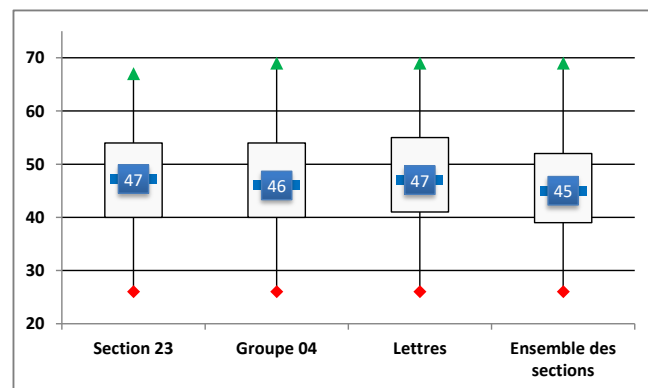 70
60
50
40
30
20
47
46
47
45
Section 23
Groupe 04
Lettres
Ensemble des
sections